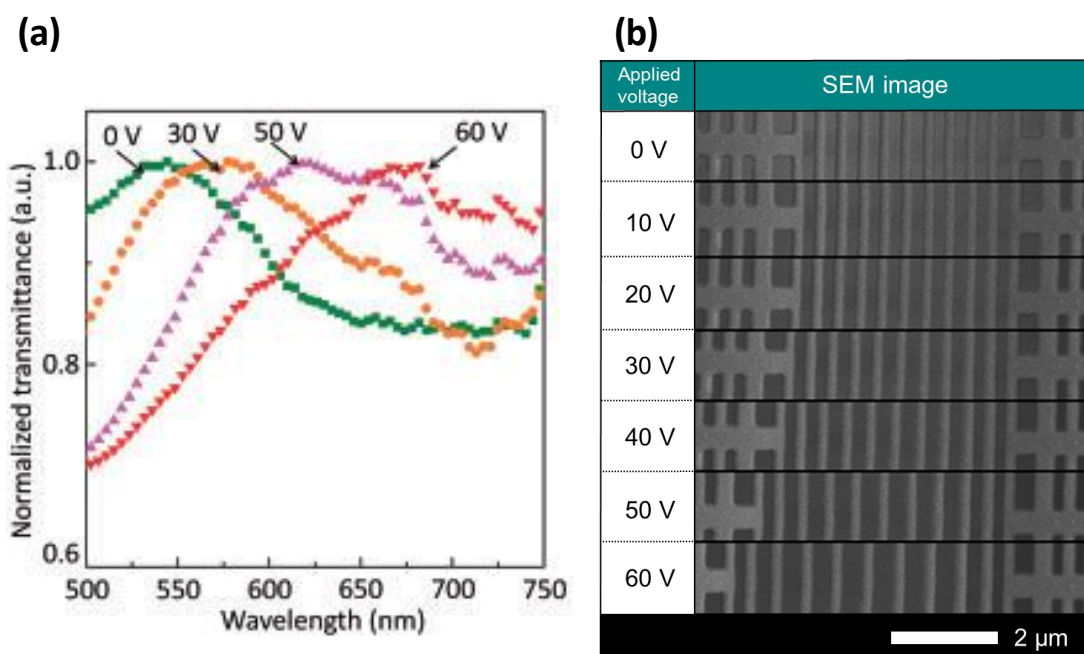 (a)
0 V 30 V 50 V 60 V
1.0
0.8
0.6
Normalized transmittance (a.u.)
500 550 600 650 700 750
Wavelength (nm)
(b)
Applied voltage
SEM image
0 V
10 V
20 V
30 V
40 V
50 V
60 V
2 µm